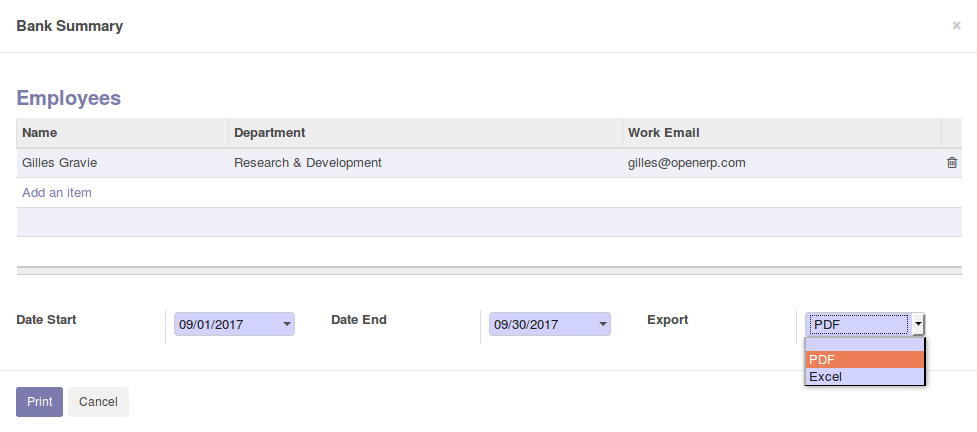 Bank Summary ×
Employees
Name Department Work Email
Gilles Gravie Research & Development gilles@openerp.com
Add an item
Date Start 09/01/2017 Date End 09/30/2017 Export PDF
PDF
Excel
Print Cancel